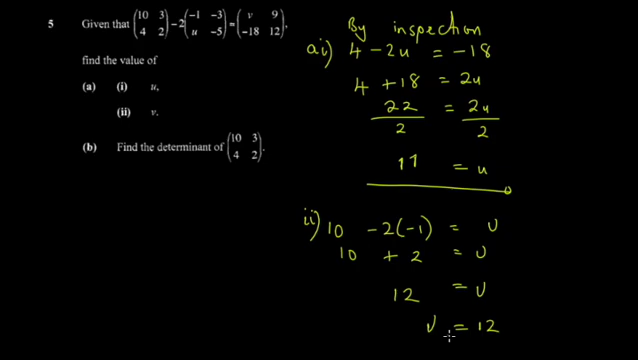 5 Given that (10 3 4 2) - 2(-1 -3 u -5) = (v 9 -18 12),
find the value of
(a) (i) u,
(ii) v.
(b) Find the determinant of (10 3 4 2).
By inspection
ai) 4 - 2u = -18
4 + 18 = 2u
22/2 = 2u/2
11 = u
ii) 10 - 2(-1) = v
10 + 2 = v
12 = v
v = 12